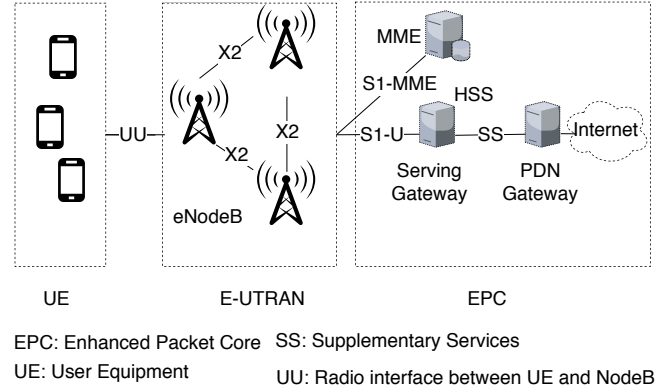 MME
X2
S1-MME
HSS
UU
X2
X2
S1-U
SS
Internet
Serving
Gateway
PDN
Gateway
eNodeB
UE
E-UTRAN
EPC
EPC: Enhanced Packet Core
SS: Supplementary Services
UE: User Equipment
UU: Radio interface between UE and NodeB